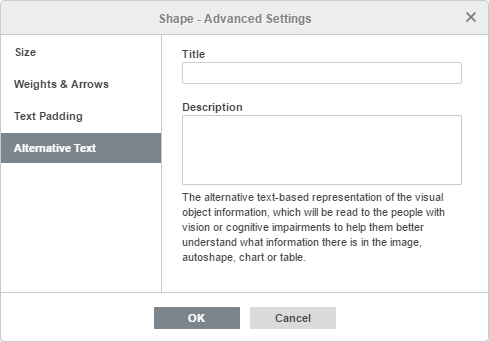 Shape - Advanced Settings
Size
Weights & Arrows
Text Padding
Alternative Text
Title
Description
The alternative text-based representation of the visual
object information, which will be read to the people with
vision or cognitive impairments to help them better
understand what information there is in the image,
autoshape, chart or table.
OK
Cancel